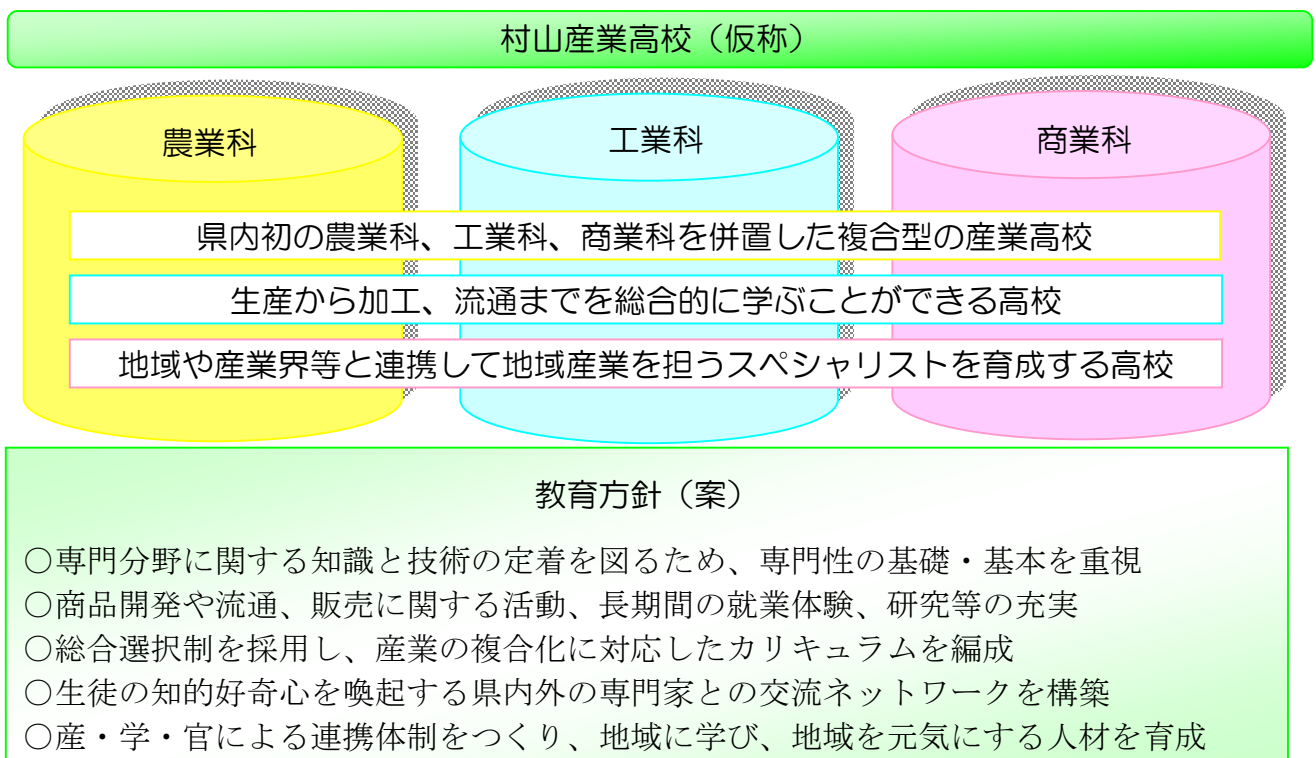 村山産業高校（仮称）
農業科
工業科
商業科
県内初の農業科、工業科、商業科を併置した複合型の産業高校
生産から加工、流通までを総合的に学ぶことができる高校
地域や産業界等と連携して地域産業を担うスペシャリストを育成する高校
教育方針（案）
○専門分野に関する知識と技術の定着を図るため、専門性の基礎・基本を重視
○商品開発や流通、販売に関する活動、長期間の就業体験、研究等の充実
○総合選択制を採用し、産業の複合化に対応したカリキュラムを編成
○生徒の知的好奇心を喚起する県内外の専門家との交流ネットワークを構築
○産・学・官による連携体制をつくり、地域に学び、地域を元気にする人材を育成